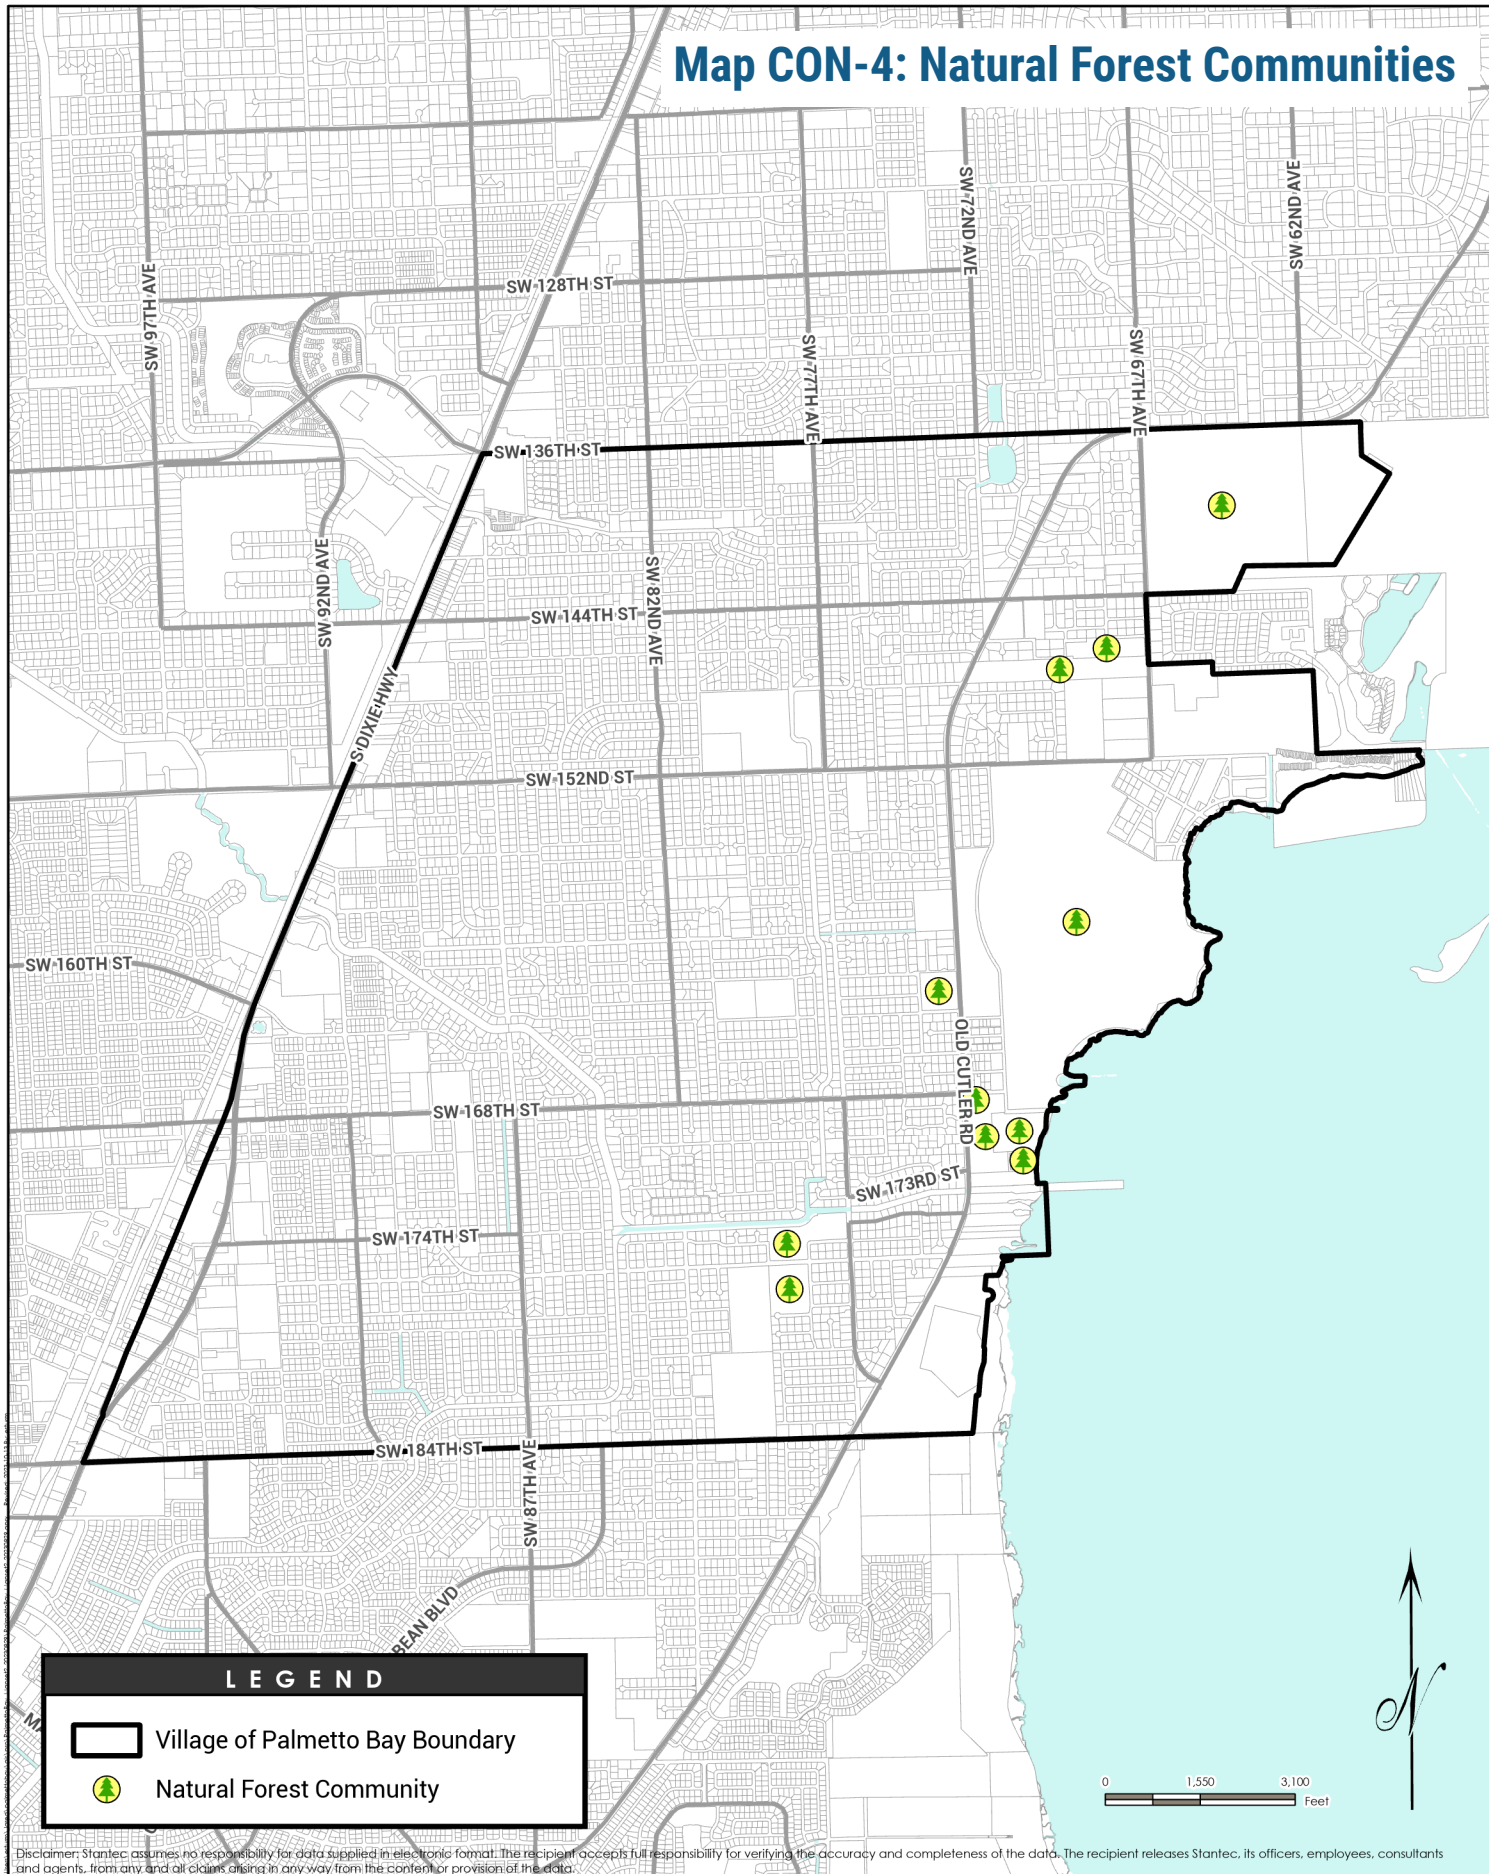 Map CON-4: Natural Forest Communities
SW 72ND AVE
SW 62ND AVE
SW 97TH AVE
SW 128TH ST
SW 77TH AVE
SW 67TH AVE
SW 136TH ST
SW 92ND AVE
SW 82ND AVE
SW 144TH ST
S DIXIE HWY
SW 152ND ST
SW 160TH ST
OLD CUTLER RD
SW 168TH ST
SW 173RD ST
SW 174TH ST
SW 184TH ST
SW 87TH AVE
BEAN BLVD
LEGEND
Village of Palmetto Bay Boundary
Natural Forest Community
N
0 1,550 3,100
Feet
Disclaimer: Stantec assumes no responsibility for data supplied in electronic format. The recipient accepts full responsibility for verifying the accuracy and completeness of the data. The recipient releases Stantec, its officers, employees, consultants
and agents, from any and all claims arising in any way from the content or provision of the data.